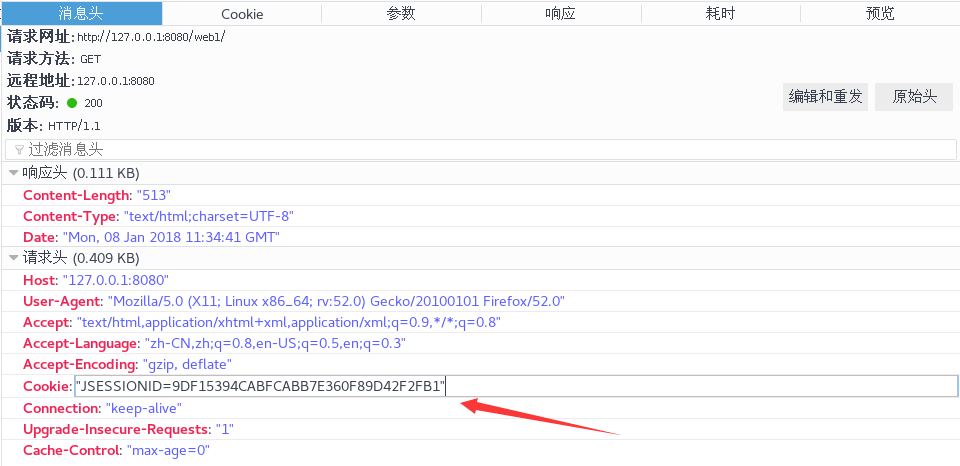 消息头 Cookie 参数 响应 耗时 预览
请求网址: http://127.0.0.1:8080/web1/
请求方法: GET
远程地址: 127.0.0.1:8080
状态码: 200
编辑和重发 原始头
版本: HTTP/1.1
过滤消息头
响应头 (0.111 KB)
Content-Length: "513"
Content-Type: "text/html;charset=UTF-8"
Date: "Mon, 08 Jan 2018 11:34:41 GMT"
请求头 (0.409 KB)
Host: "127.0.0.1:8080"
User-Agent: "Mozilla/5.0 (X11; Linux x86_64; rv:52.0) Gecko/20100101 Firefox/52.0"
Accept: "text/html,application/xhtml+xml,application/xml;q=0.9,*/*;q=0.8"
Accept-Language: "zh-CN,zh;q=0.8,en-US;q=0.5,en;q=0.3"
Accept-Encoding: "gzip, deflate"
Cookie: "JSESSIONID=9DF15394CABFCABB7E360F89D42F2FB1"
Connection: "keep-alive"
Upgrade-Insecure-Requests: "1"
Cache-Control: "max-age=0"